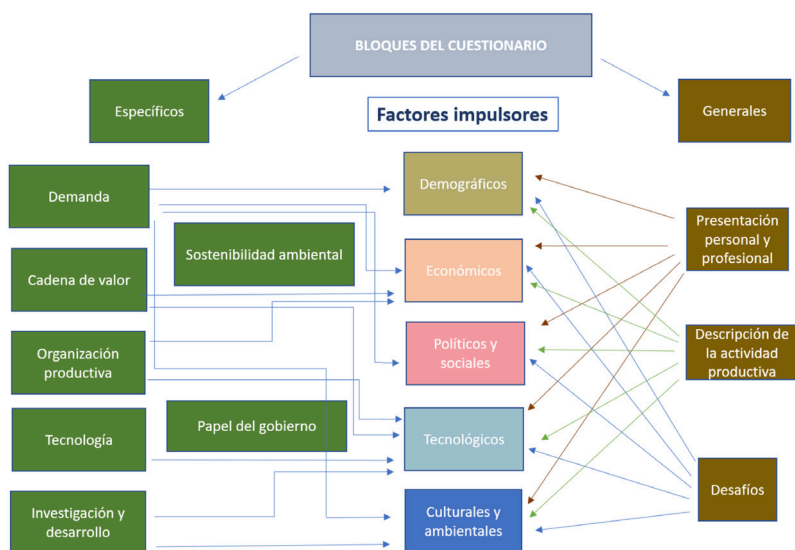 BLOQUES DEL CUESTIONARIO
Específicos
Factores impulsores
Generales
Demanda
Demográficos
Sostenibilidad ambiental
Presentación
personal y
profesional
Cadena de valor
Económicos
Organización
productiva
Políticos y
sociales
Descripción de
la actividad
productiva
Papel del gobierno
Tecnología
Tecnológicos
Desafíos
Investigación y
desarrollo
Culturales y
ambientales